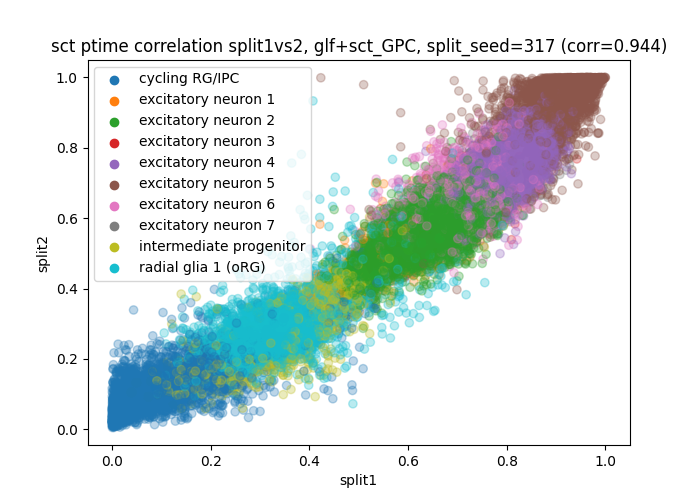 sct ptime correlation split1vs2, glf+sct_GPC, split_seed=317 (corr=0.944)
cycling RG/IPC
excitatory neuron 1
excitatory neuron 2
excitatory neuron 3
excitatory neuron 4
excitatory neuron 5
excitatory neuron 6
excitatory neuron 7
intermediate progenitor
radial glia 1 (oRG)
split2
1.0
0.8
0.6
0.4
0.2
0.0
0.0 0.2 0.4 0.6 0.8 1.0
split1